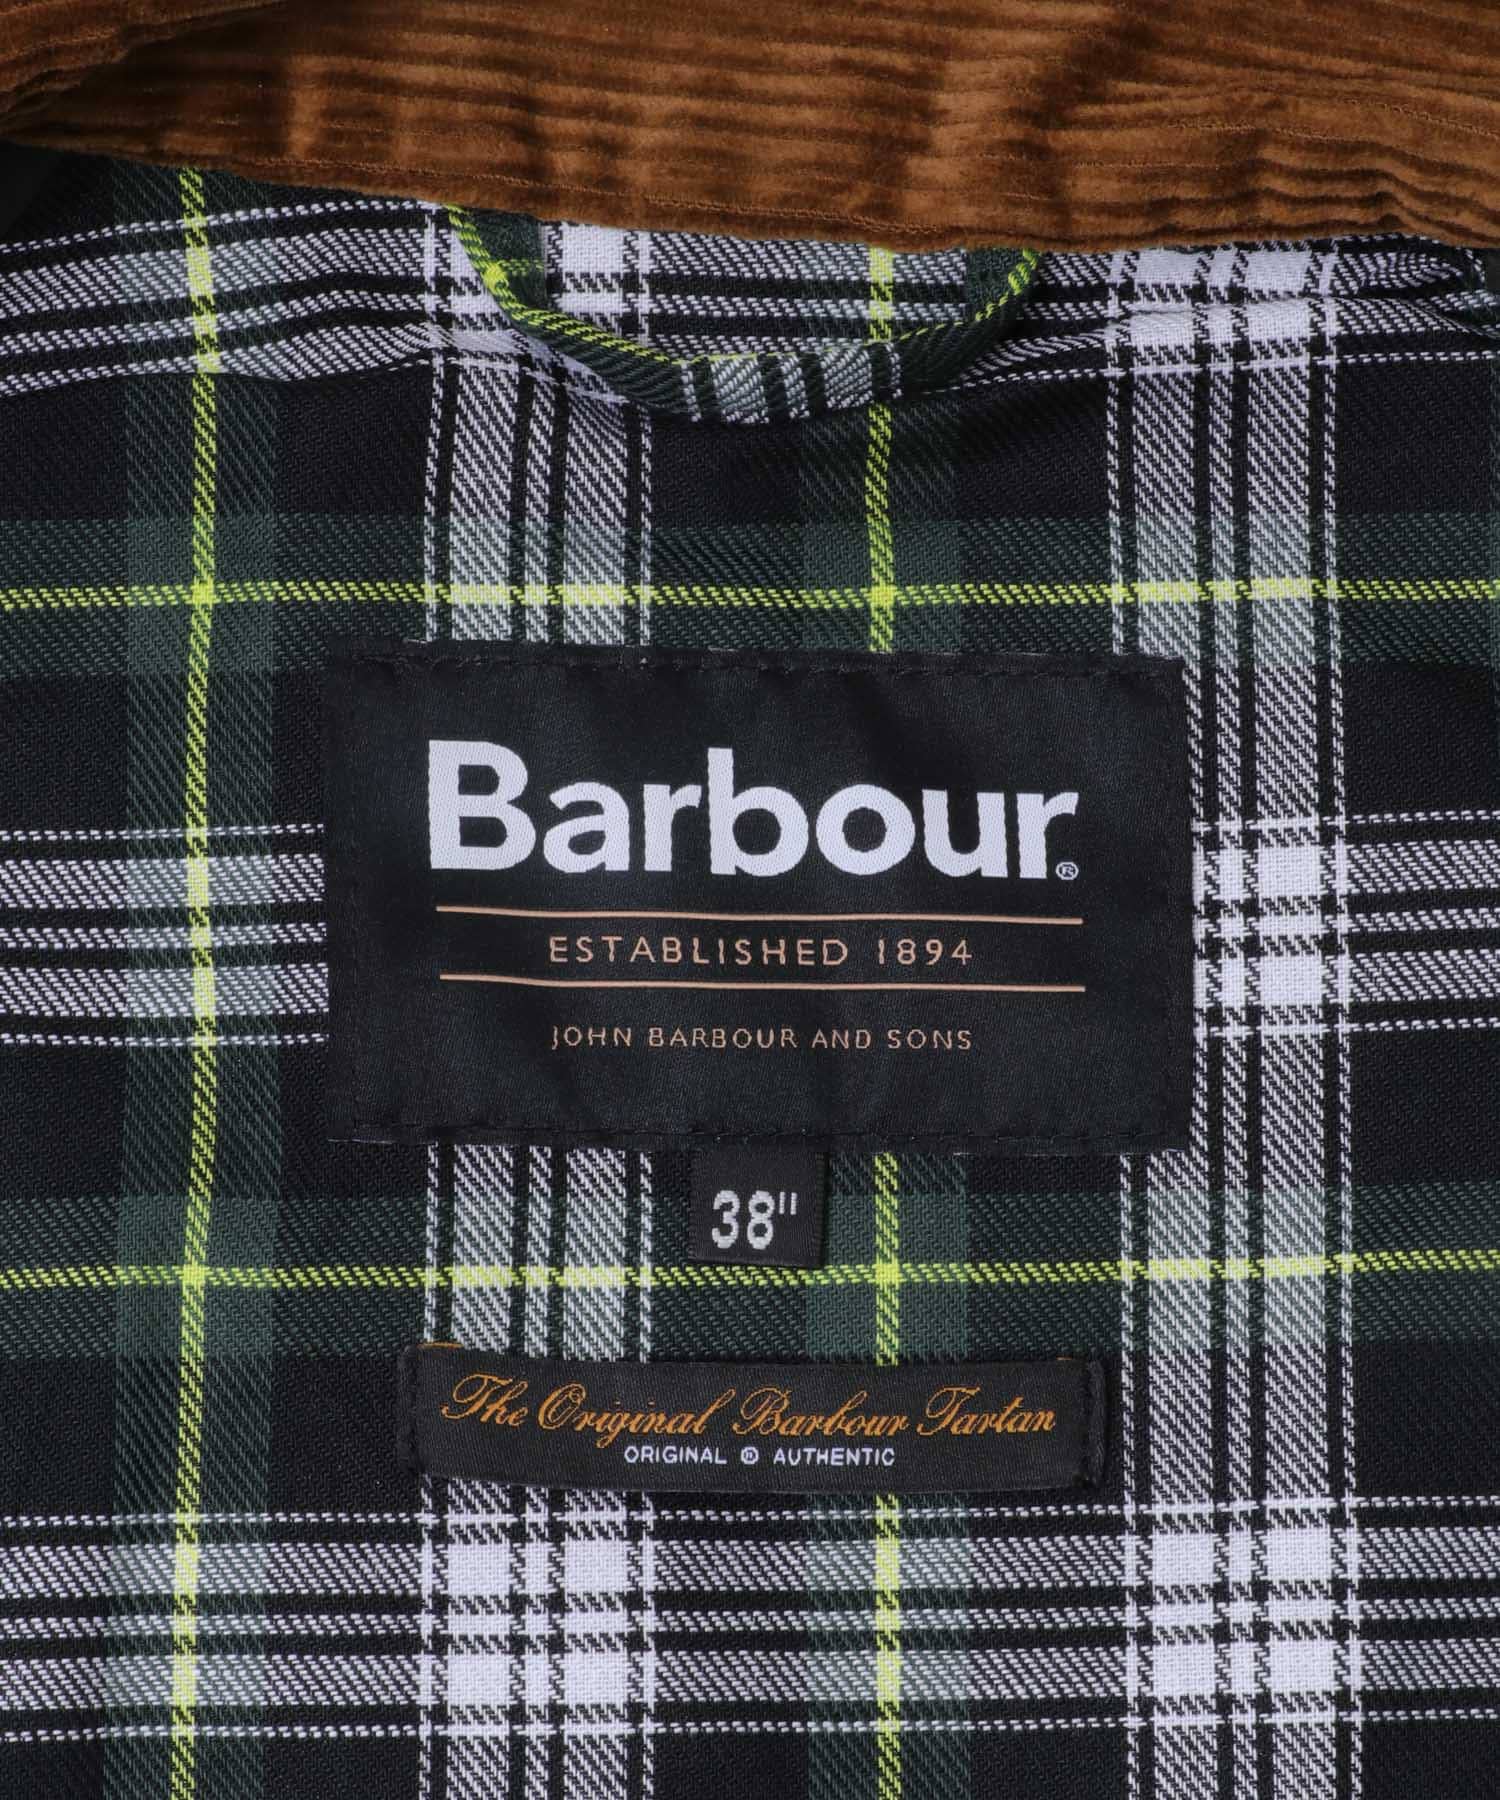 Barbour®
ESTABLISHED 1894
JOHN BARBOUR AND SONS
38"
The Original Barbour Tartan
ORIGINAL ® AUTHENTIC